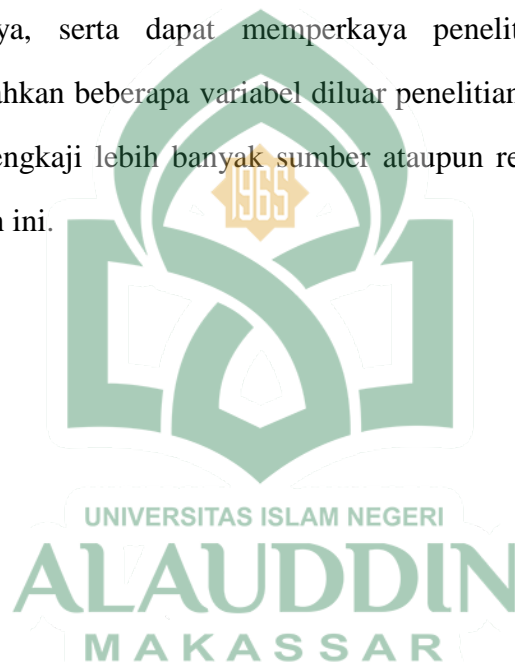 ya, serta dapat memperkaya penelit
ahkan beberapa variabel diluar penelitian
engkaji lebih banyak sumber ataupun re
ini.
1965
UNIVERSITAS ISLAM NEGERI
ALAUDDIN
MAKASSAR